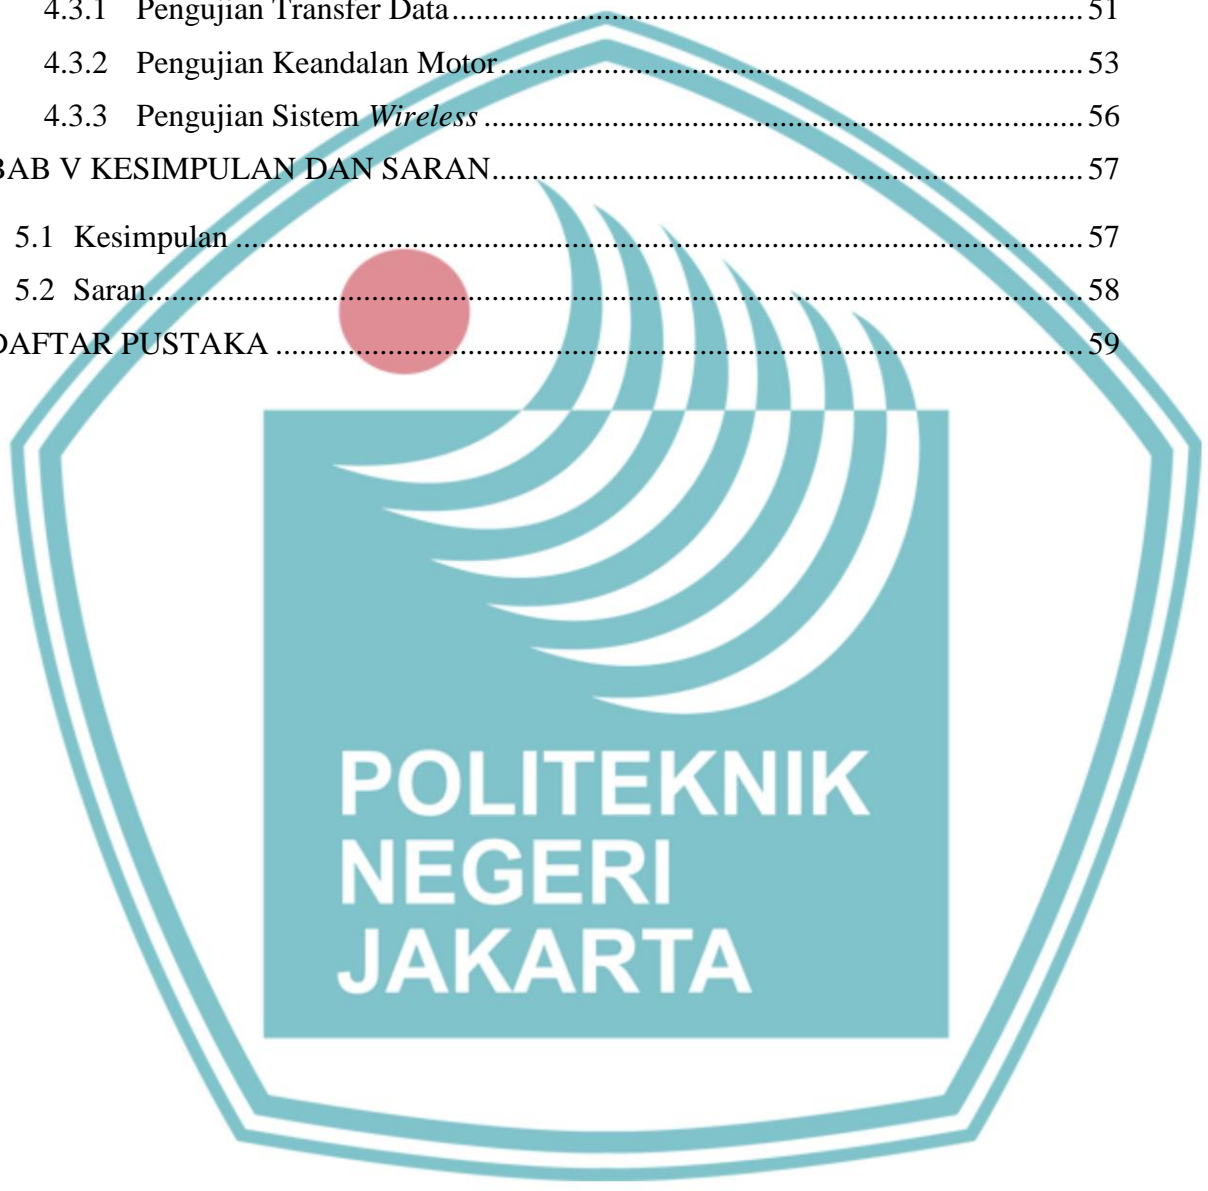 4.3.1 Pengujian Transfer Data................................................................................51
4.3.2 Pengujian Keandalan Motor..........................................................................53
4.3.3 Pengujian Sistem Wireless............................................................................56
BAB V KESIMPULAN DAN SARAN..........................................................................57
5.1 Kesimpulan...........................................................................................................57
5.2 Saran......................................................................................................................58
DAFTAR PUSTAKA.....................................................................................................59
POLITEKNIK
NEGERI
JAKARTA